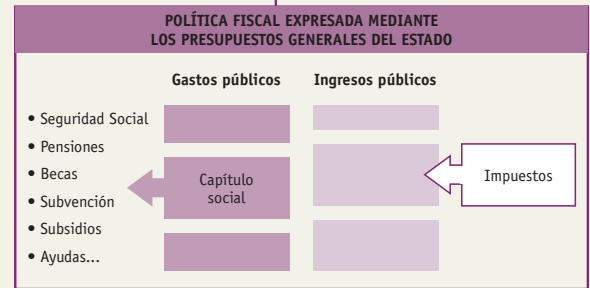 POLÍTICA FISCAL EXPRESADA MEDIANTE
LOS PRESUPUESTOS GENERALES DEL ESTADO
Gastos públicos
Ingresos públicos
• Seguridad Social
• Pensiones
• Becas
• Subvención
• Subsidios
• Ayudas...
Capítulo
social
Impuestos